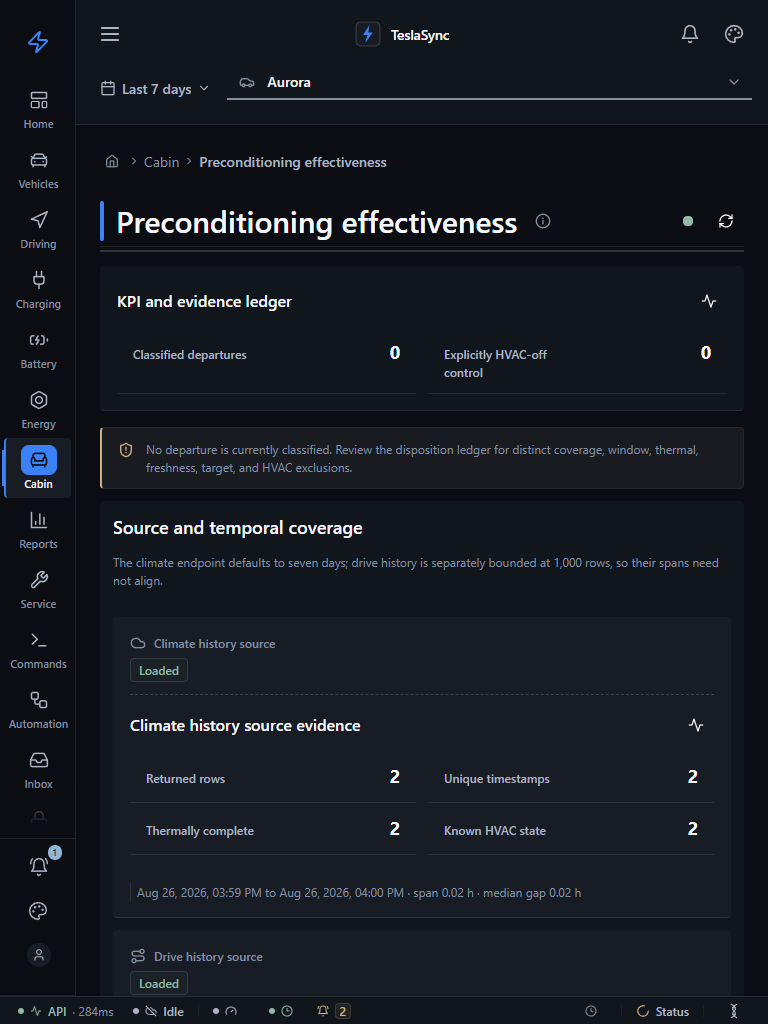 TeslaSync
Last 7 days
Aurora
Home
Vehicles
Driving
Charging
Battery
Energy
Cabin
Reports
Service
Commands
Automation
Inbox
1
Cabin
Preconditioning effectiveness
Preconditioning effectiveness
KPI and evidence ledger
Classified departures
0
Explicitly HVAC-off
control
0
No departure is currently classified. Review the disposition ledger for distinct coverage, window, thermal,
freshness, target, and HVAC exclusions.
Source and temporal coverage
The climate endpoint defaults to seven days; drive history is separately bounded at 1,000 rows, so their spans need
not align.
Climate history source
Loaded
Climate history source evidence
Returned rows
2
Unique timestamps
2
Thermally complete
2
Known HVAC state
2
Aug 26, 2026, 03:59 PM to Aug 26, 2026, 04:00 PM · span 0.02 h · median gap 0.02 h
Drive history source
Loaded
API · 284ms
Idle
2
Status